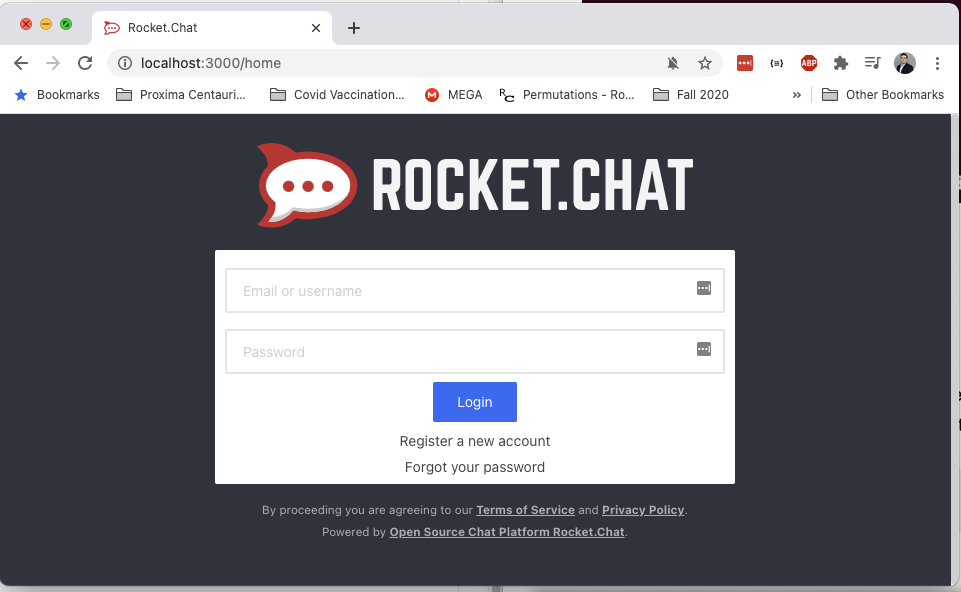 Rocket.Chat
localhost:3000/home
ABP
Bookmarks Proxima Centauri... Covid Vaccination... MEGA Permutations - Ro... Fall 2020 » Other Bookmarks
ROCKET.CHAT
Email or username
Password
Login
Register a new account
Forgot your password
By proceeding you are agreeing to our Terms of Service and Privacy Policy.
Powered by Open Source Chat Platform Rocket.Chat.